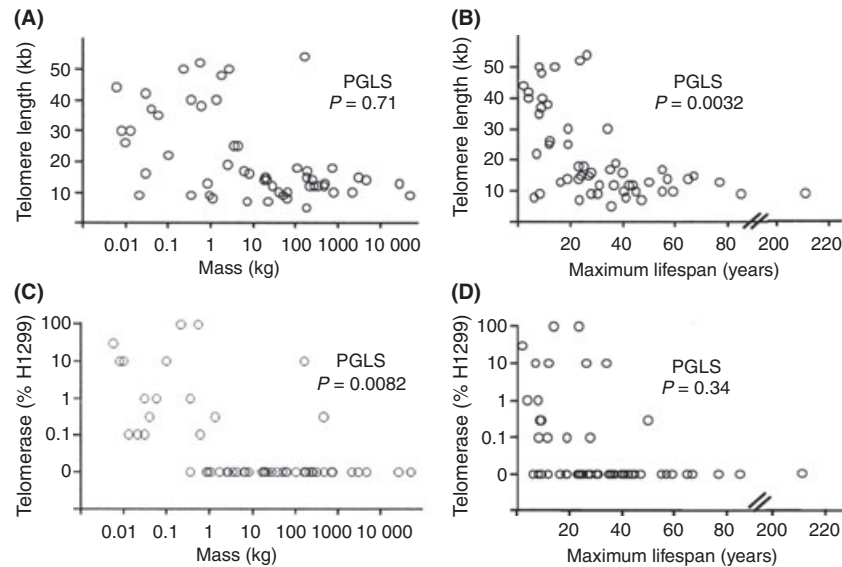 (A)
Telomere length (kb)
50
40
30
20
10
PGLS
P = 0.71
0.01 0.1 1 10 100 1000 10 000
Mass (kg)
(B)
Telomere length (kb)
50
40
30
20
10
PGLS
P = 0.0032
20 40 60 80 200 220
Maximum lifespan (years)
(C)
Telomerase (% H1299)
100
10
1
0.1
0
PGLS
P = 0.0082
0.01 0.1 1 10 100 1000 10 000
Mass (kg)
(D)
Telomerase (% H1299)
100
10
1
0.1
0
PGLS
P = 0.34
20 40 60 80 200 220
Maximum lifespan (years)